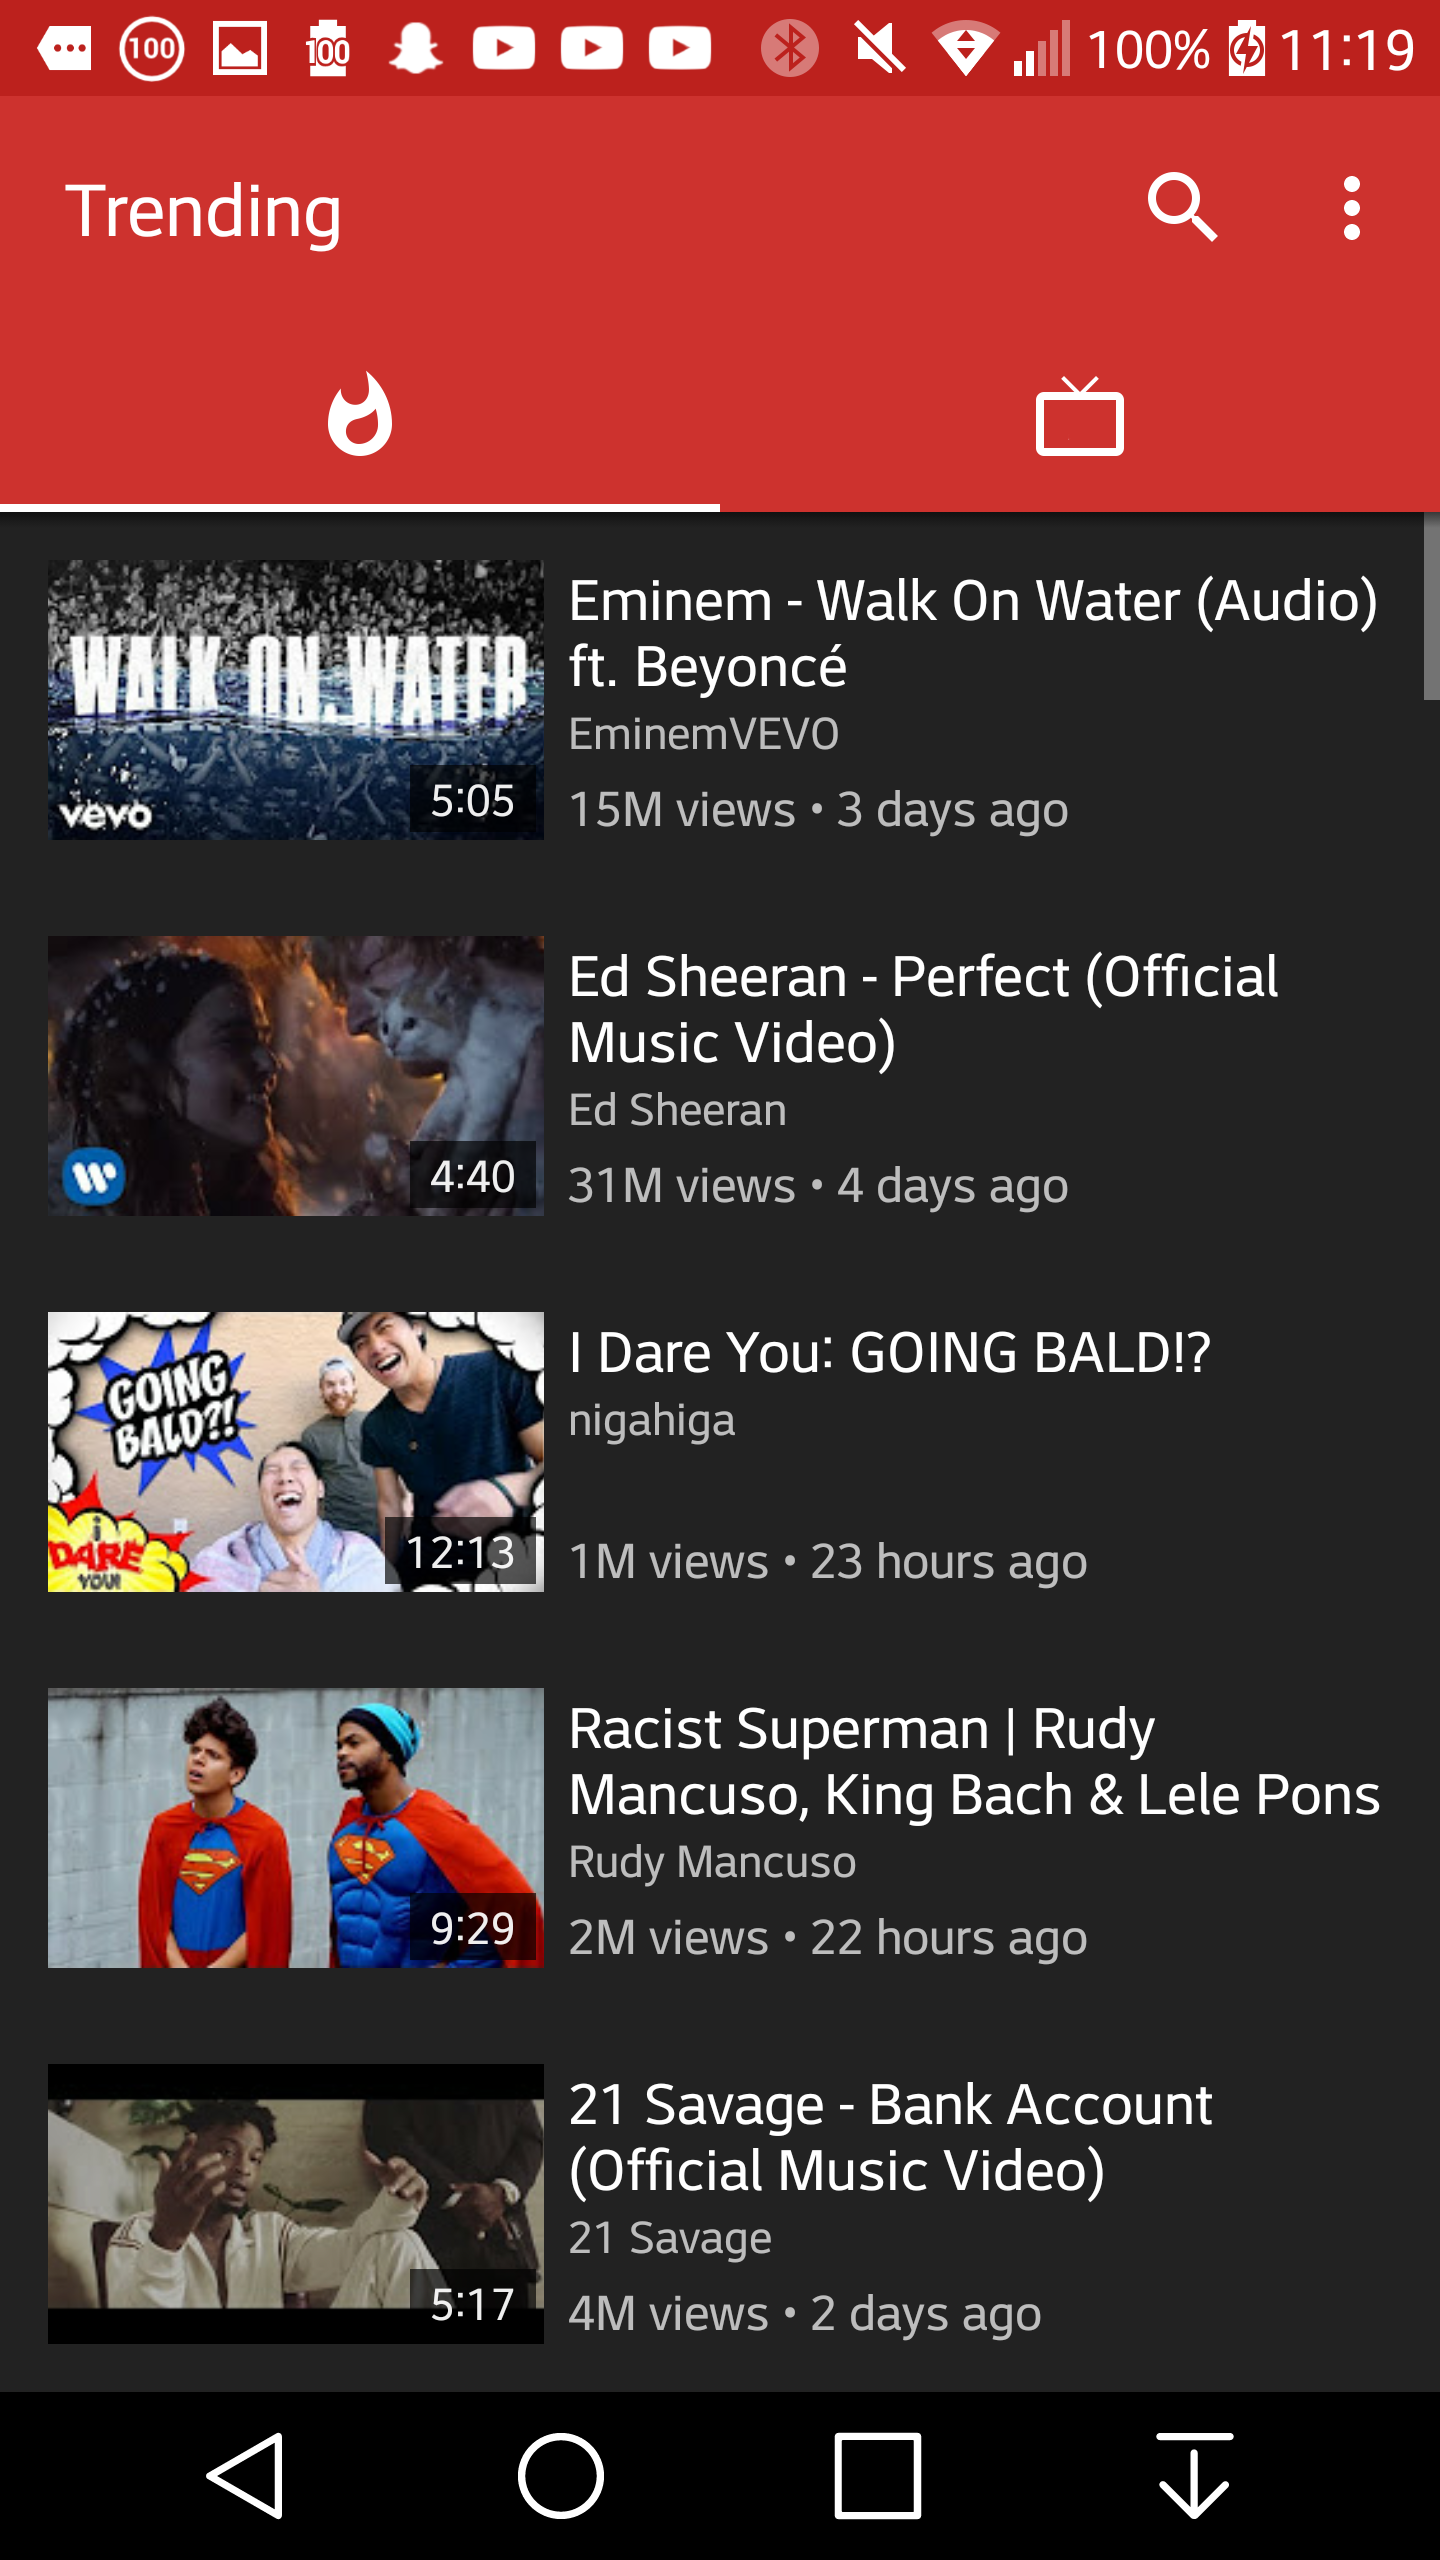 100
100
100% 11:19
Trending
WALK ON WATER
vevo
5:05
Eminem - Walk On Water (Audio)
ft. Beyoncé
EminemVEVO
15M views • 3 days ago
4:40
Ed Sheeran - Perfect (Official
Music Video)
Ed Sheeran
31M views • 4 days ago
GOING
BALD?!
i
DARE
YOU!
12:13
I Dare You: GOING BALD!?
nigahiga
1M views • 23 hours ago
9:29
Racist Superman | Rudy
Mancuso, King Bach & Lele Pons
Rudy Mancuso
2M views • 22 hours ago
5:17
21 Savage - Bank Account
(Official Music Video)
21 Savage
4M views • 2 days ago